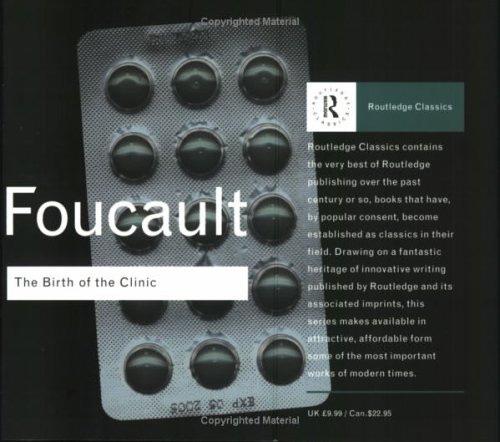 Copyrighted Material
Foucault
The Birth of the Clinic
R
Routledge Classics
Routledge Classics contains
the very best of Routledge
publishing over the past
century or so, books that have,
by popular consent, become
established as classics in their
field. Drawing on a fantastic
heritage of innovative writing
published by Routledge and its
associated imprints, this
series makes available in
attractive, affordable form
some of the most important
works of modern times.
UK £9.99 / Can.$22.95
EXP 03 2005
Copyrighted Material